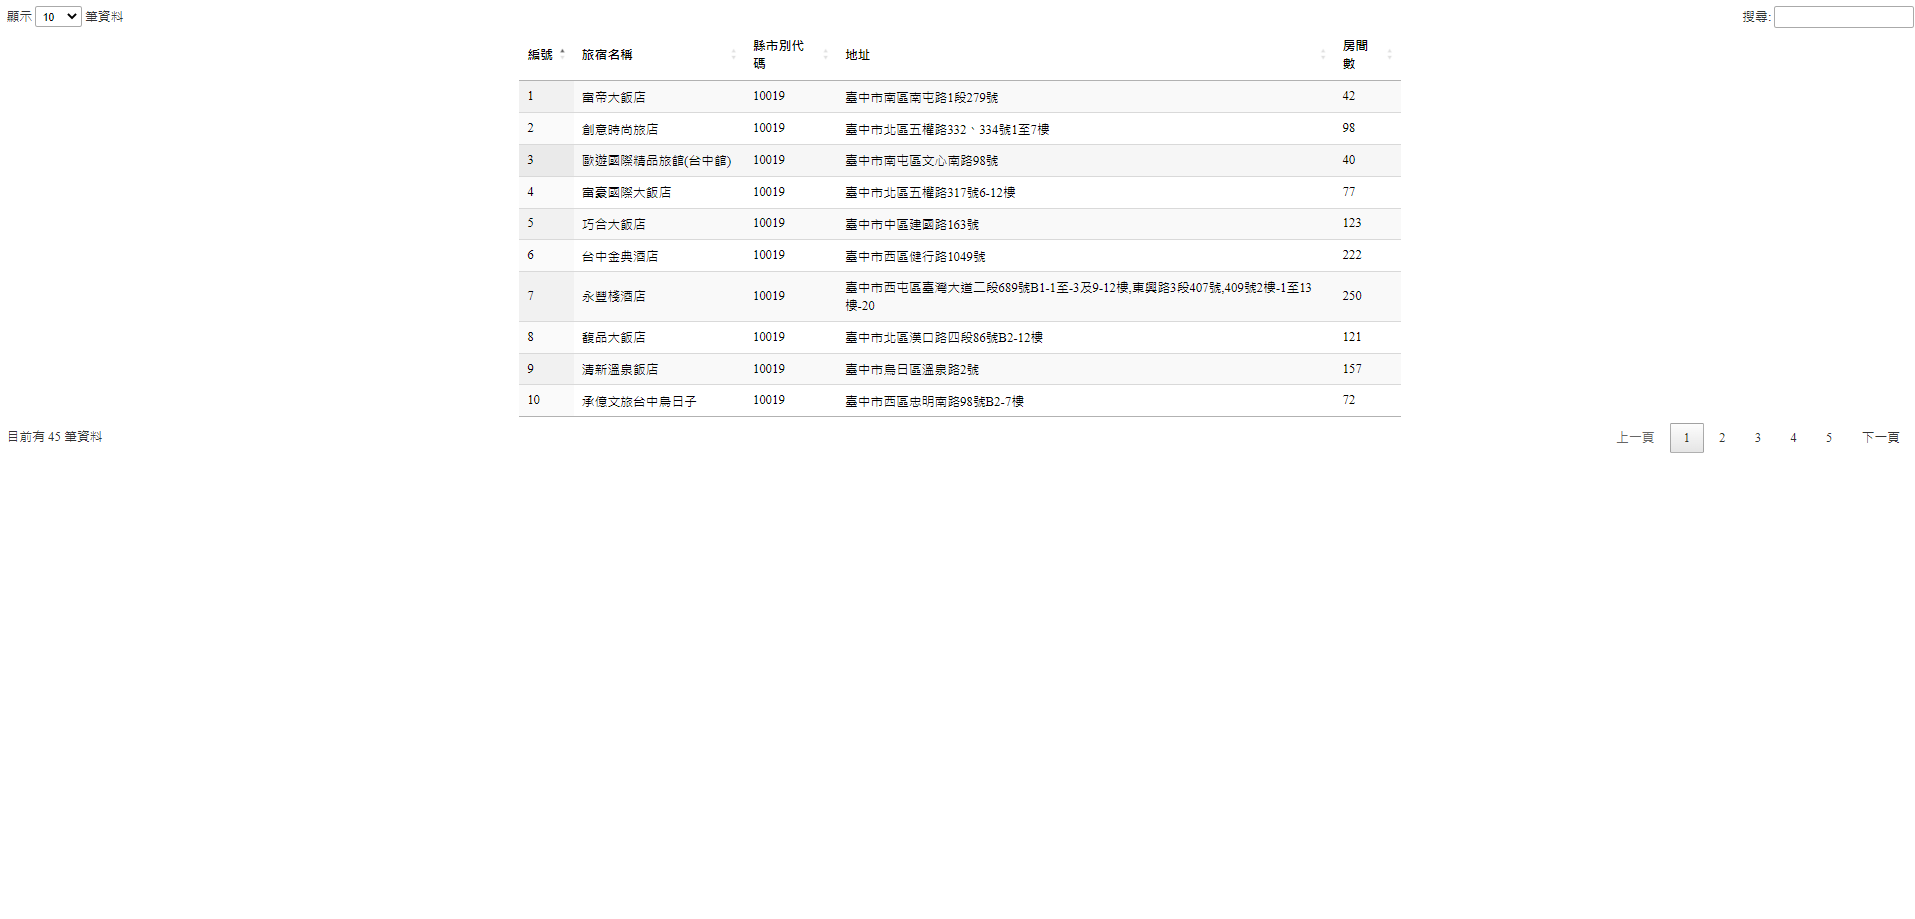 顯示 10 筆資料 搜尋:
編號 旅宿名稱 縣市別代碼 地址 房間數
1 富帝大飯店 10019 臺中市南區南屯路1段279號 42
2 創意時尚旅店 10019 臺中市北區五權路332、334號1至7樓 98
3 歐遊國際精品旅館(台中館) 10019 臺中市南屯區文心南路98號 40
4 富豪國際大飯店 10019 臺中市北區五權路317號6-12樓 77
5 巧合大飯店 10019 臺中市中區建國路163號 123
6 台中金典酒店 10019 臺中市西區健行路1049號 222
7 永豐棧酒店 10019 臺中市西屯區臺灣大道二段689號B1-1至-3及9-12樓,東興路3段407號,409號2樓-1至13樓-20 250
8 馥品大飯店 10019 臺中市北區漢口路四段86號B2-12樓 121
9 清新溫泉飯店 10019 臺中市烏日區溫泉路2號 157
10 承億文旅台中鳥日子 10019 臺中市西區忠明南路98號B2-7樓 72
目前有 45 筆資料 上一頁 1 2 3 4 5 下一頁